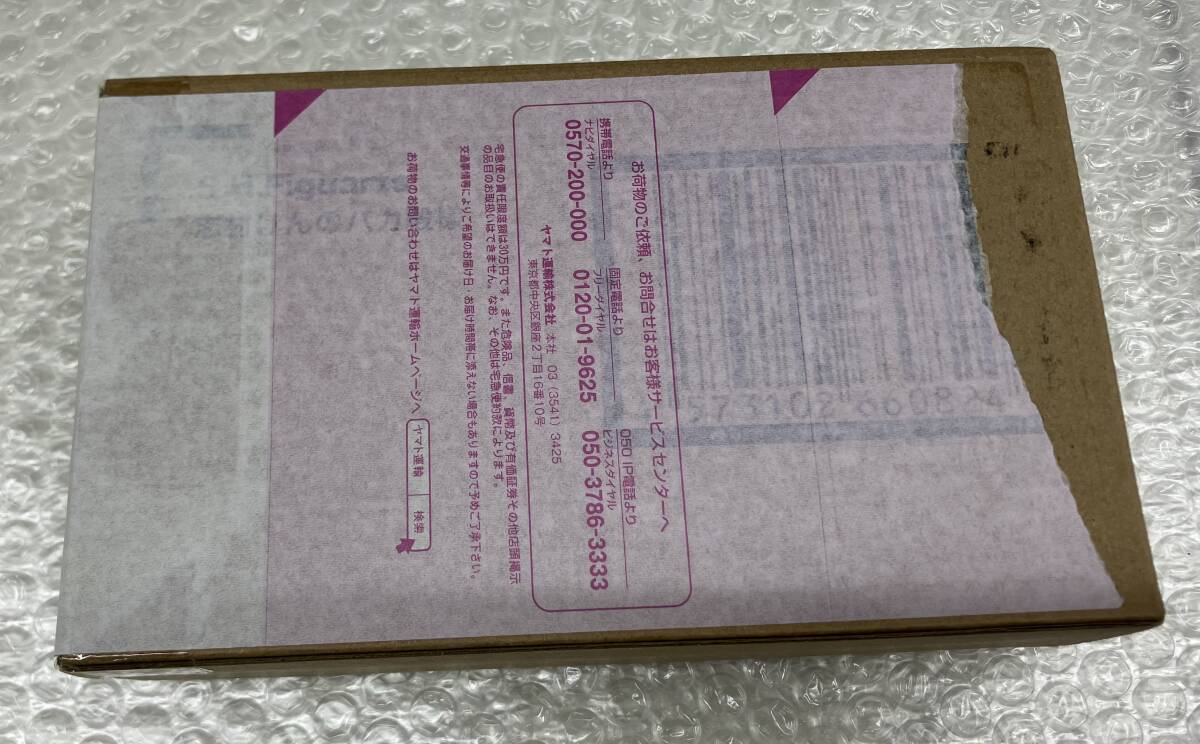 お荷物のご依頼、お問合せはお客様サービスセンターへ
携帯電話より
ナビダイヤル
0570-200-000
固定電話より
フリーダイヤル
0120-01-9625
050 IP電話より
ビジネスダイヤル
050-3786-3333
ヤマト運輸株式会社 本社 03 (3541) 3425
東京都中央区銀座2丁目16番10号
宅急便の責任限度額は30万円です。また危険品、信書、貨幣及び有価証券その他店頭掲示
の品目のお取扱いはできません。なお、その他は宅急便約款によります。
交通事情等によりご希望のお届け日 お届け時間帯に添えない場合もありますので予めご了承下さい。
お荷物のお問い合わせはヤマト運輸ホームページへ ヤマト運輸 検索